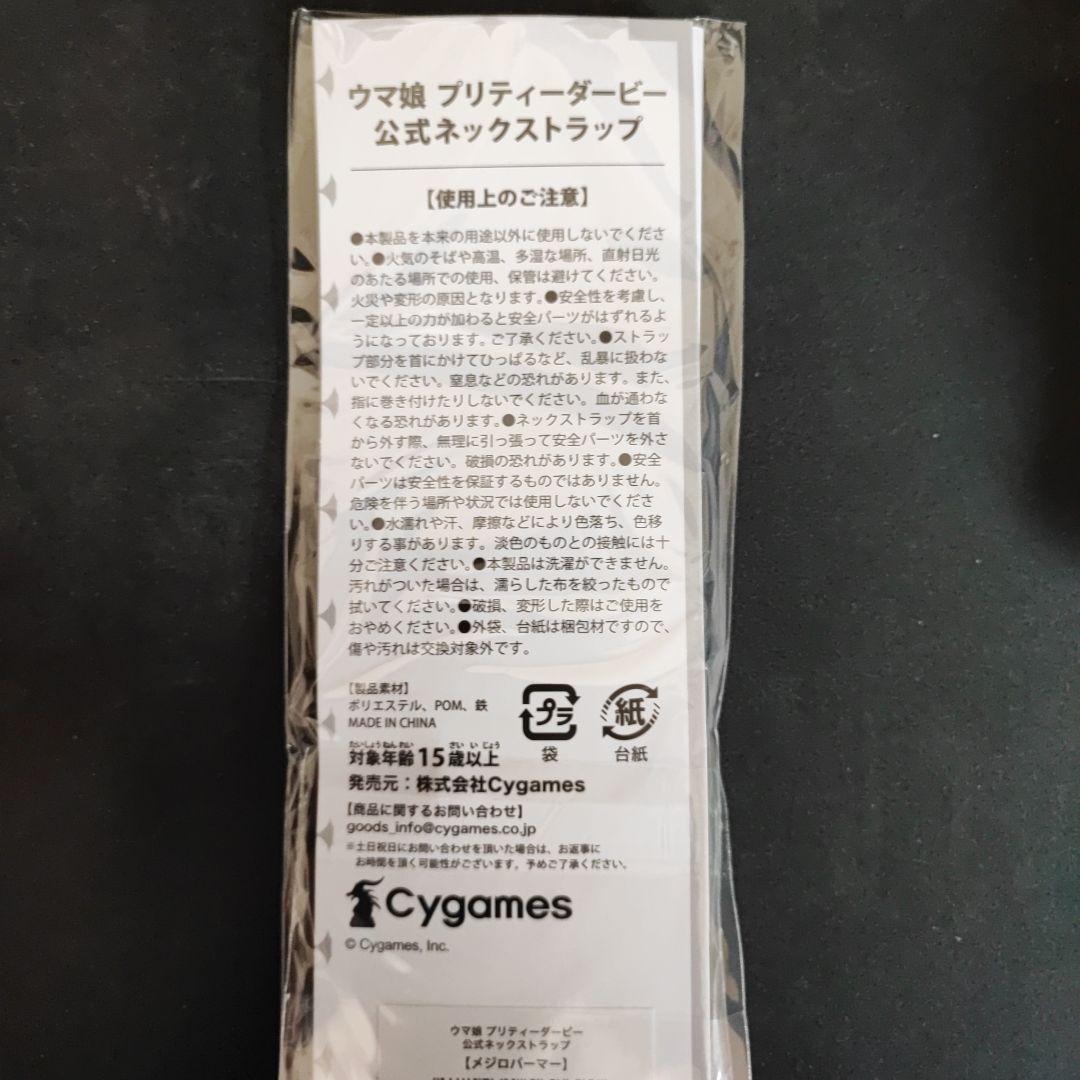 ウマ娘 プリティーダービー
公式ネックストラップ
【使用上のご注意】
●本製品を本来の用途以外に使用しないでくださ
い。●火気のそばや高温、多湿な場所、直射日光
のあたる場所での使用、保管は避けてください。
火災や変形の原因となります。●安全性を考慮し、
一定以上の力が加わると安全パーツがはずれるよ
うになっております。ご了承ください。●ストラッ
プ部分を首にかけてひっぱるなど、乱暴に扱わな
いでください。窒息などの恐れがあります。また、
指に巻き付けたりしないでください。血が通わな
くなる恐れがあります。●ネックストラップを首
から外す際、無理に引っ張って安全パーツを外さ
ないでください。破損の恐れがあります。●安全
パーツは安全性を保証するものではありません。
危険を伴う場所や状況では使用しないでくださ
い。●水濡れや汗、摩擦などにより色落ち、色移
りする事があります。淡色のものとの接触には十
分ご注意ください。●本製品は洗濯ができません。
汚れがついた場合は、濡らした布を絞ったもので
拭いてください。●破損、変形した際はご使用を
おやめください。●外袋、台紙は梱包材ですので、
傷や汚れは交換対象外です。
【製品素材】
ポリエステル、POM、鉄
MADE IN CHINA
プラ
袋
紙
台紙
たいしょうねんれい さい い じょう
対象年齢 15 歳以上
発売元：株式会社Cygames
【商品に関するお問い合わせ】
goods_info@cygames.co.jp
※土日祝日にお問い合わせを頂いた場合は、お返事に
お時間を頂く可能性がございます。予めご了承ください。
Cygames
© Cygames, Inc.
ウマ娘 プリティーダービー
公式ネックストラップ
【メジロパーマー】